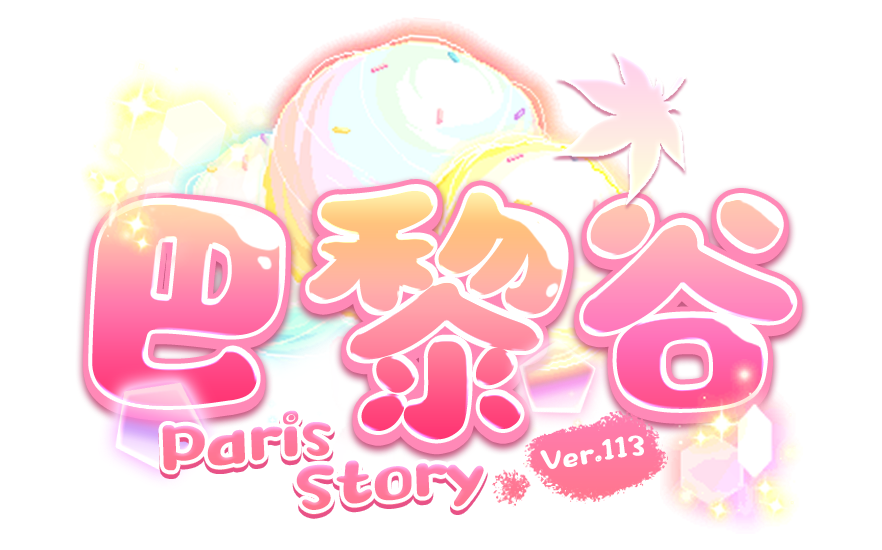 巴黎谷
Paris
Story
Ver.113